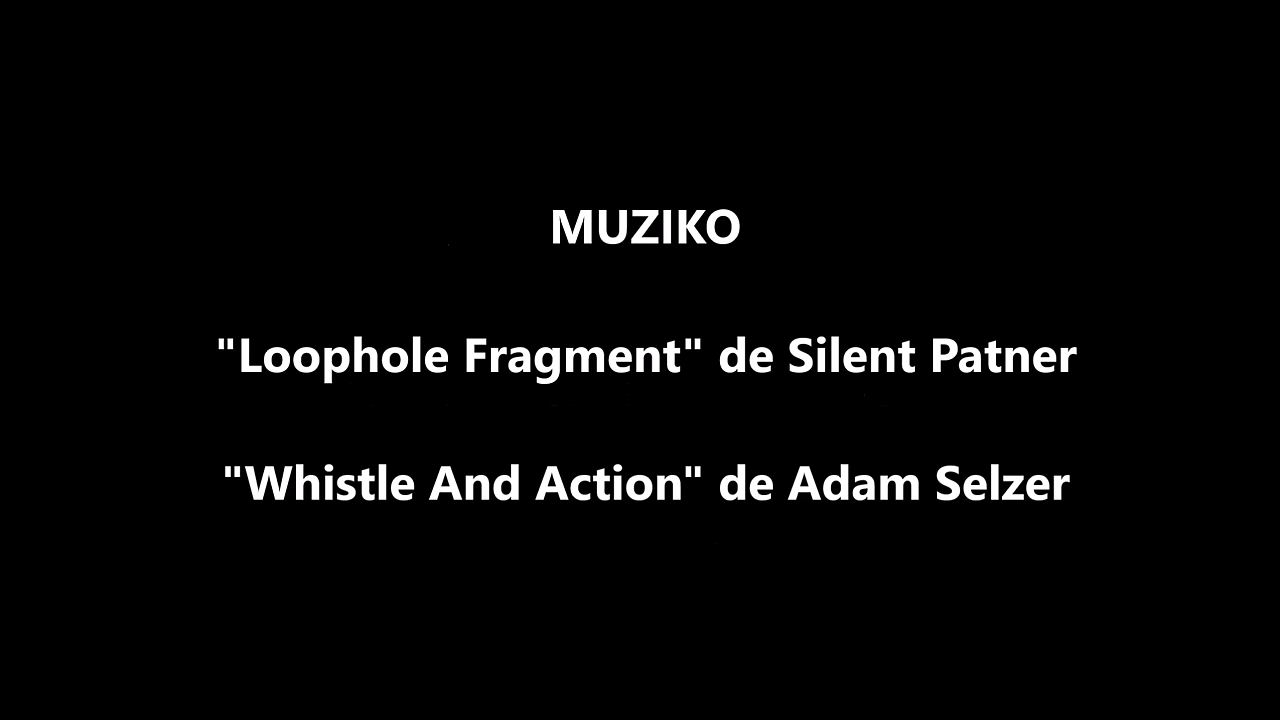 MUZIKO
"Loophole Fragment" de Silent Patner
"Whistle And Action" de Adam Selzer